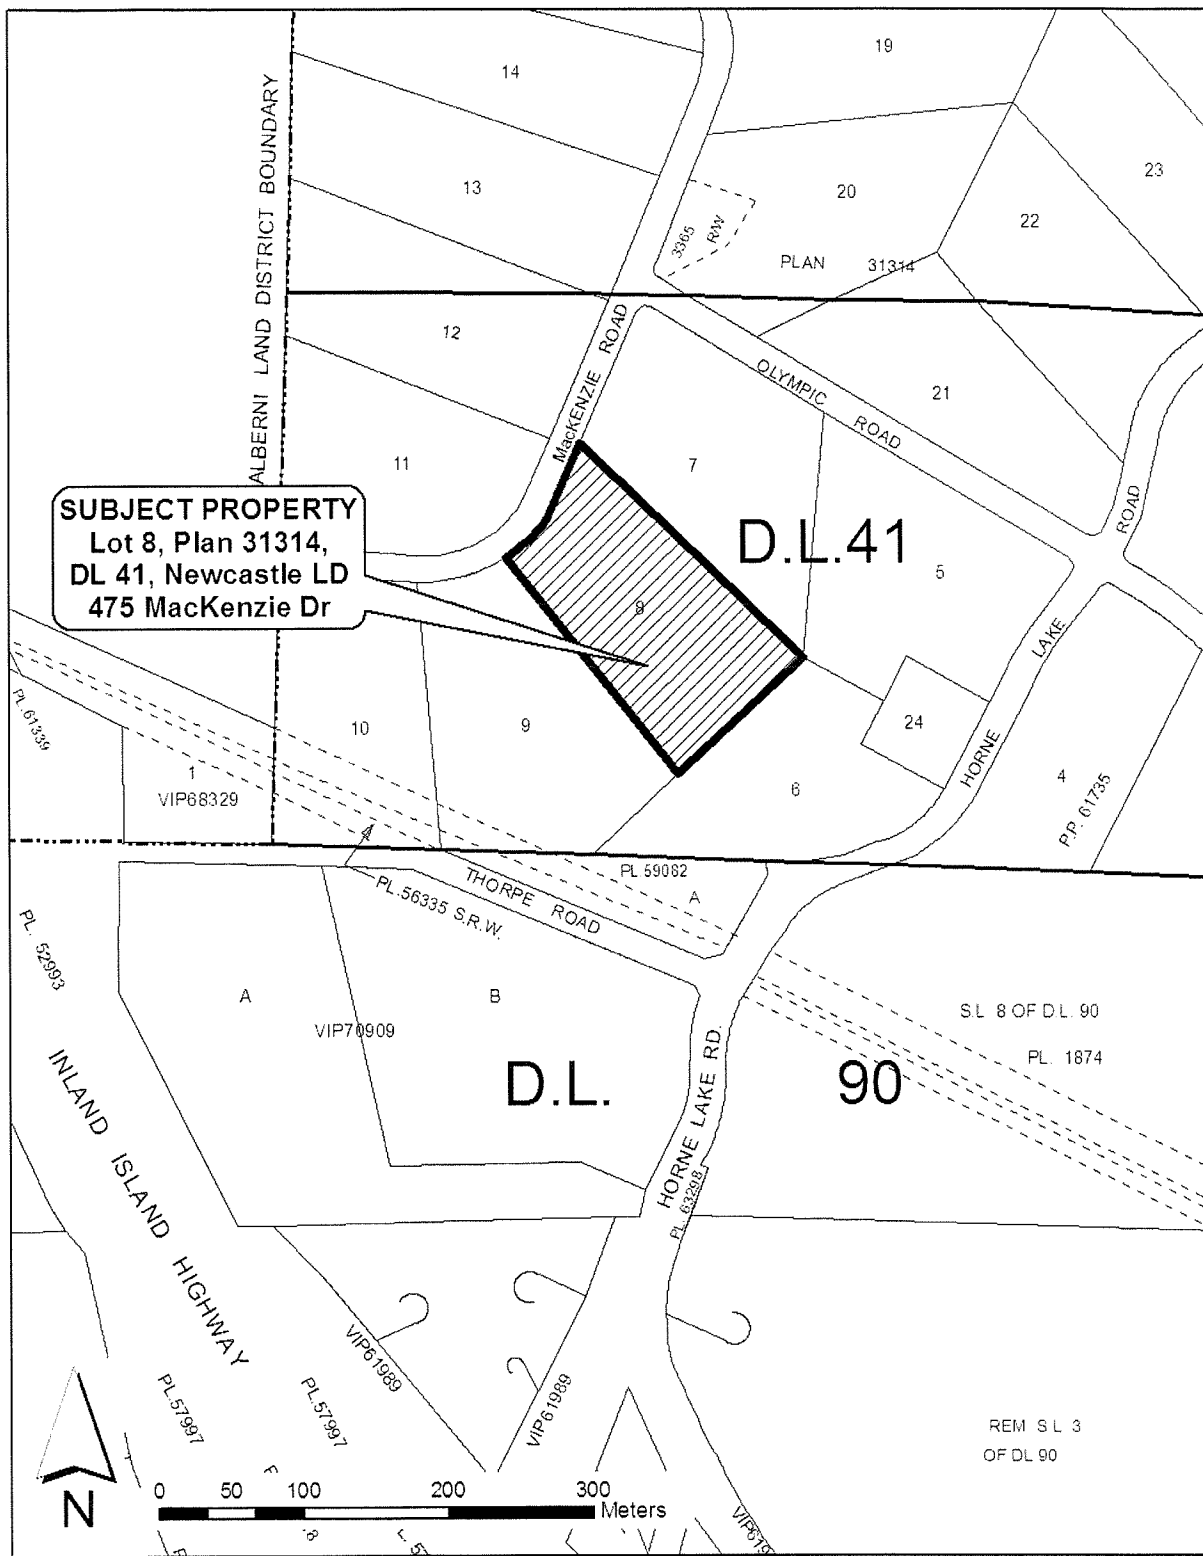 14
19
23
13
20
22
3365
R/W
PLAN 31314
ALBERNI LAND DISTRICT BOUNDARY
12
MacKENZIE ROAD
OLYMPIC ROAD
21
11
7
SUBJECT PROPERTY
Lot 8, Plan 31314,
DL 41, Newcastle LD
475 MacKenzie Dr
D.L.41
5
8
HORNE LAKE ROAD
PL.61339
10
9
24
1
VIP68329
6
4
P.P. 61735
PL 59082
A
THORPE ROAD
PL.56335 S.R.W.
PL. 52993
A
B
VIP70909
S.L 8 OF D.L. 90
PL. 1874
D.L. 90
INLAND ISLAND HIGHWAY
HORNE LAKE RD.
PL. 63298
VIP61989
VIP61989
PL.57997
PL.57997
REM S L 3
OF DL 90
N
0 50 100 200 300
Meters